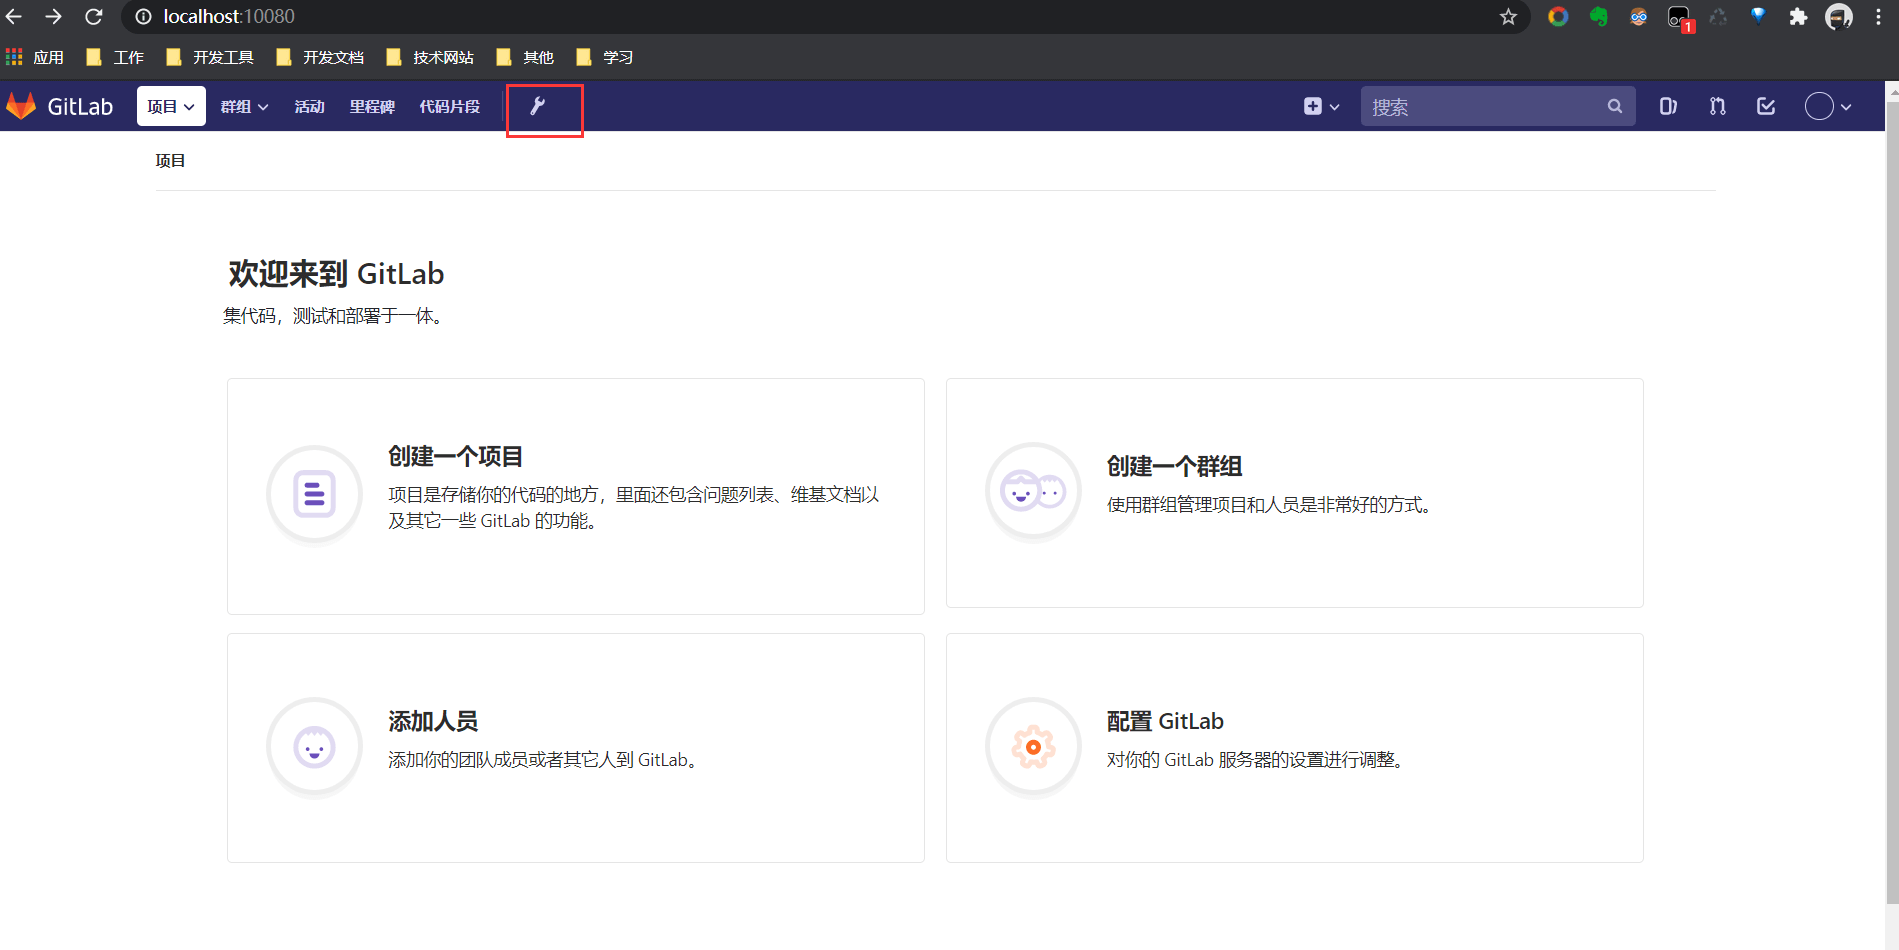 localhost:10080
1
应用 工作 开发工具 开发文档 技术网站 其他 学习
GitLab 项目 群组 活动 里程碑 代码片段 搜索
项目
欢迎来到 GitLab
集代码，测试和部署于一体。
创建一个项目
项目是存储你的代码的地方，里面还包含问题列表、维基文档以
及其它一些 GitLab 的功能。
创建一个群组
使用群组管理项目和人员是非常好的方式。
添加人员
添加你的团队成员或者其它人到 GitLab。
配置 GitLab
对你的 GitLab 服务器的设置进行调整。